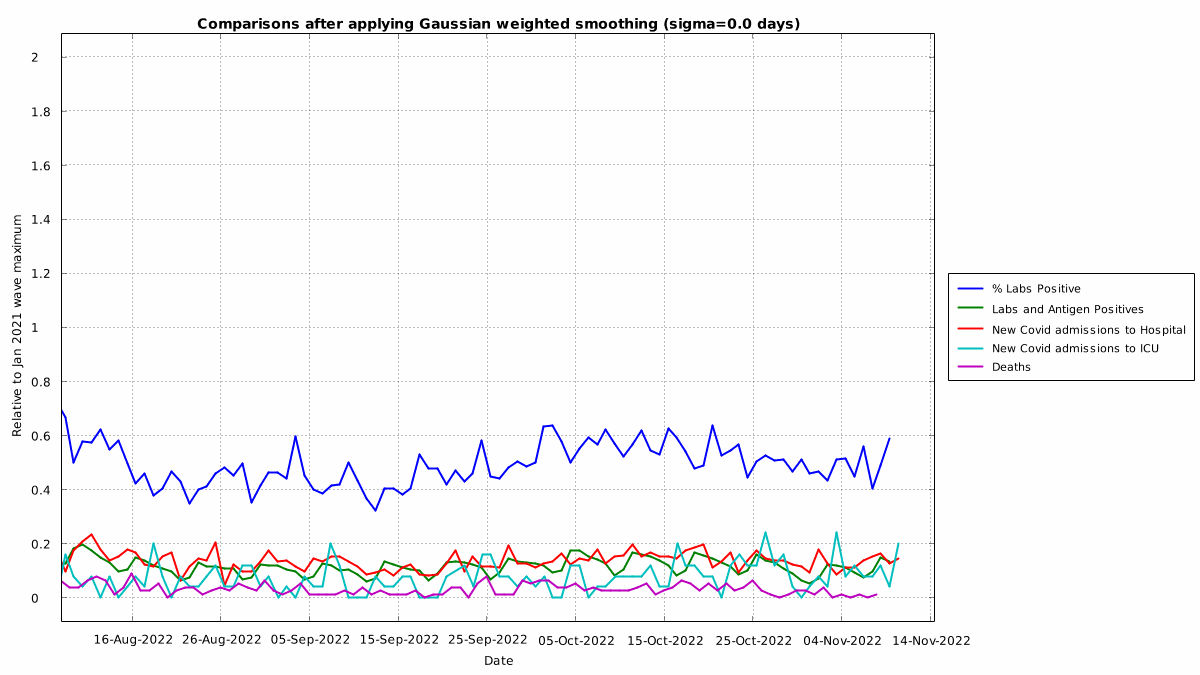 Comparisons after applying Gaussian weighted smoothing (sigma=0.0 days)
Relative to Jan 2021 wave maximum
2
1.8
1.6
1.4
1.2
1
0.8
0.6
0.4
0.2
0
16-Aug-2022 26-Aug-2022 05-Sep-2022 15-Sep-2022 25-Sep-2022 05-Oct-2022 15-Oct-2022 25-Oct-2022 04-Nov-2022 14-Nov-2022
Date
% Labs Positive
Labs and Antigen Positives
New Covid admissions to Hospital
New Covid admissions to ICU
Deaths